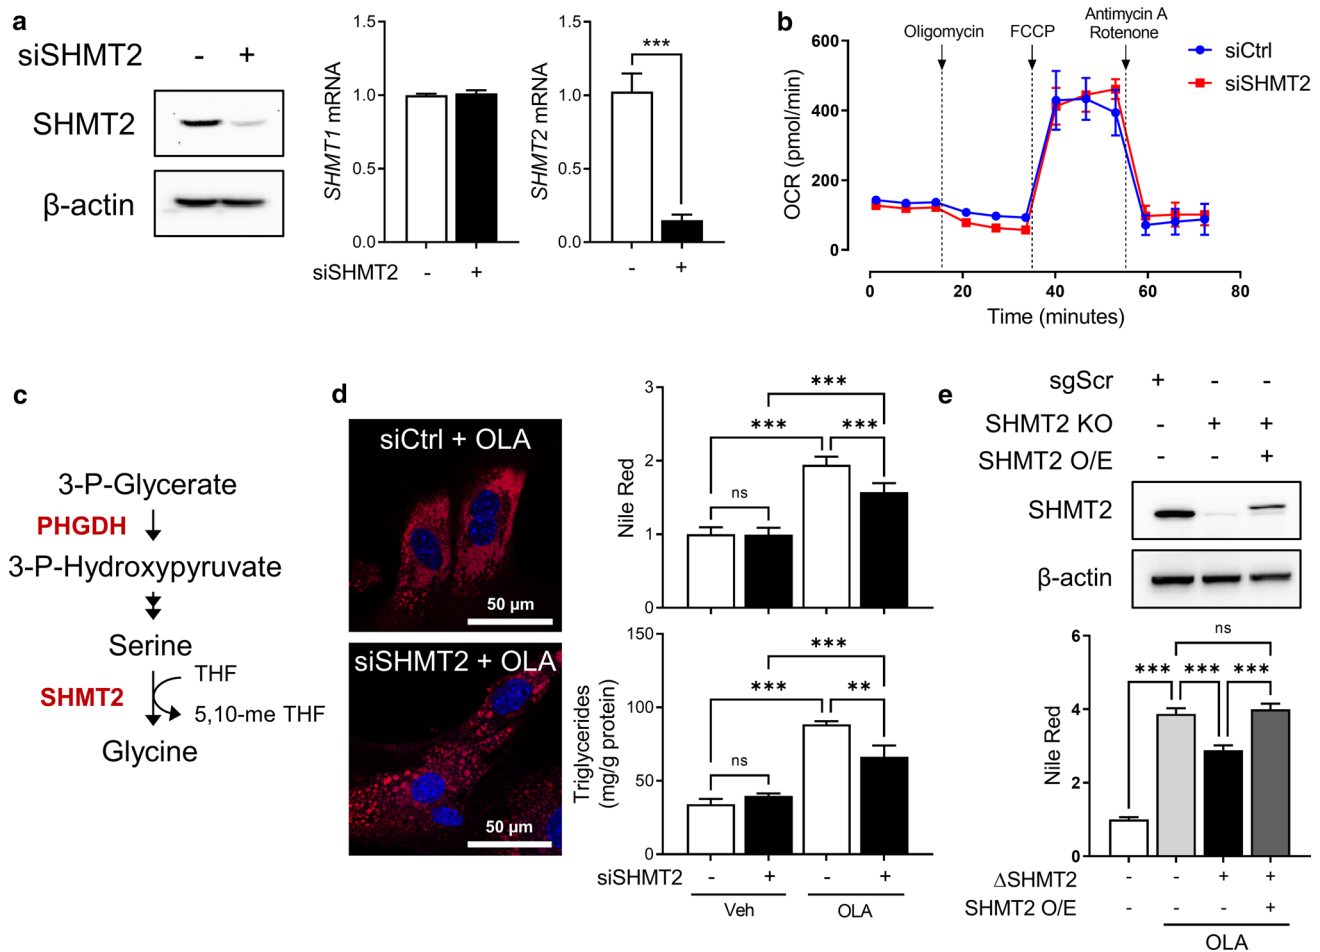 a
siSHMT2 - +
SHMT2
β-actin
SHMT1 mRNA
1.5
1.0
0.5
0.0
siSHMT2 - +
SHMT2 mRNA
1.5
1.0
0.5
0.0
***
- +
b
Oligomycin
FCCP
Antimycin A
Rotenone
siCtrl
siSHMT2
OCR (pmol/min)
600
400
200
0
0 20 40 60 80
Time (minutes)
c
3-P-Glycerate
PHGDH
3-P-Hydroxypyruvate
Serine
THF
SHMT2
5,10-me THF
Glycine
d
siCtrl + OLA
50 µm
siSHMT2 + OLA
50 µm
Nile Red
3
2
1
0
***
*** ***
ns
Triglycerides
(mg/g protein)
150
100
50
0
***
*** **
ns
siSHMT2 - + - +
Veh OLA
e
sgScr + - -
SHMT2 KO - + +
SHMT2 O/E - - +
SHMT2
β-actin
Nile Red
6
4
2
0
ns
*** *** ***
ΔSHMT2 - - + +
SHMT2 O/E - - - +
OLA